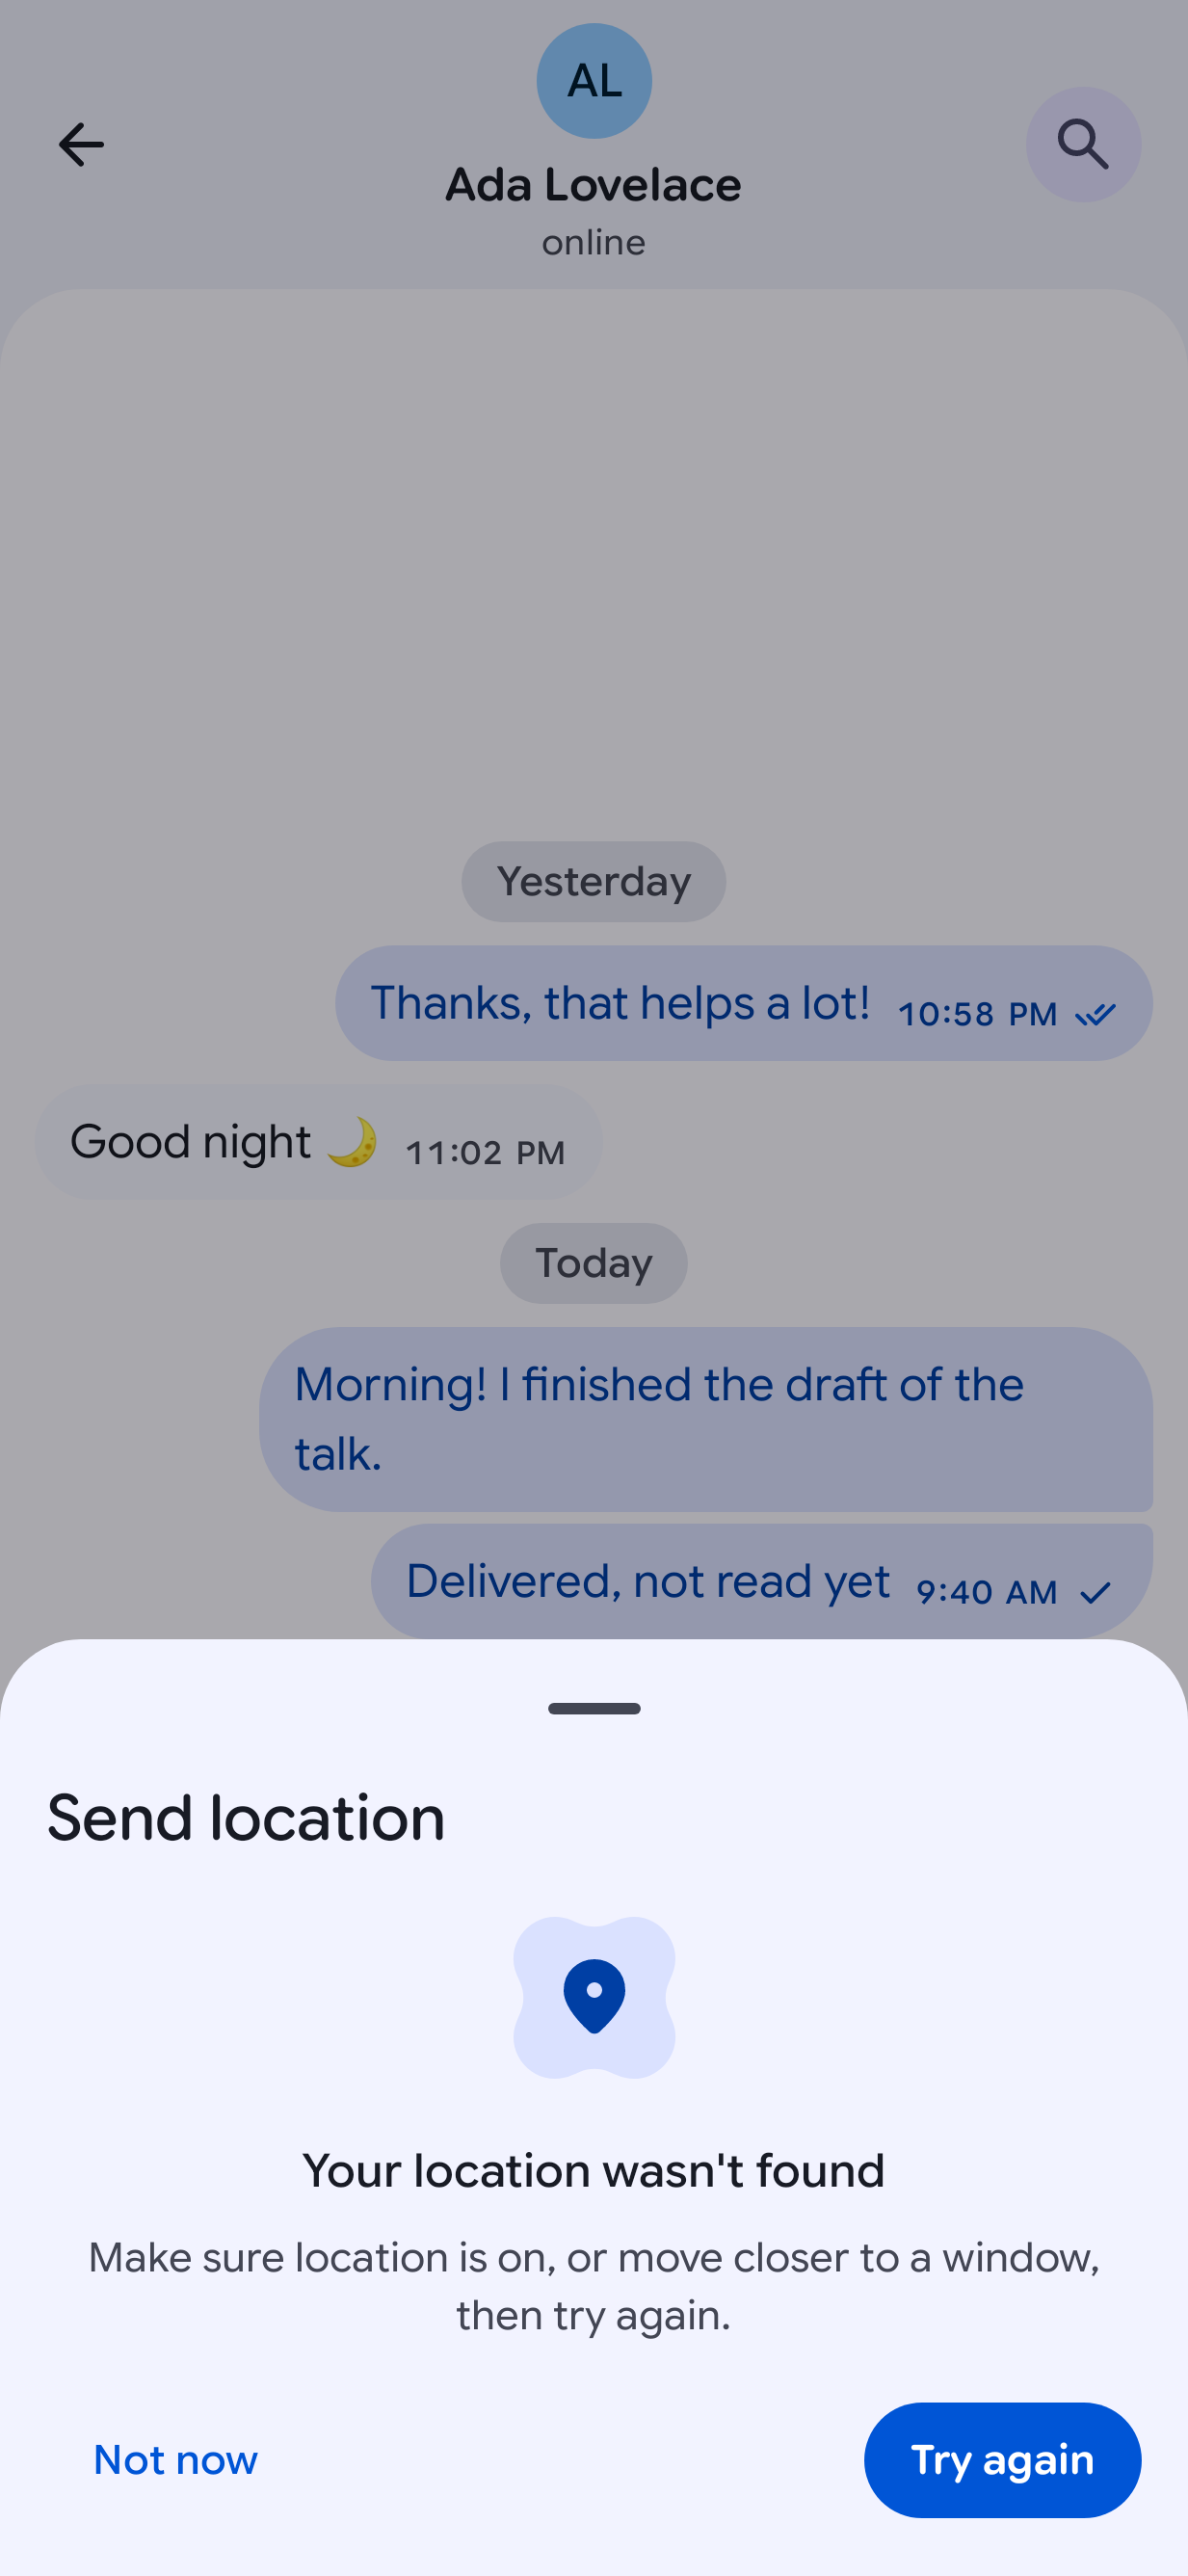 AL
Ada Lovelace
online
Yesterday
Thanks, that helps a lot! 10:58 PM
Good night 🌙 11:02 PM
Today
Morning! I finished the draft of the
talk.
Delivered, not read yet 9:40 AM
Send location
Your location wasn't found
Make sure location is on, or move closer to a window,
then try again.
Not now
Try again